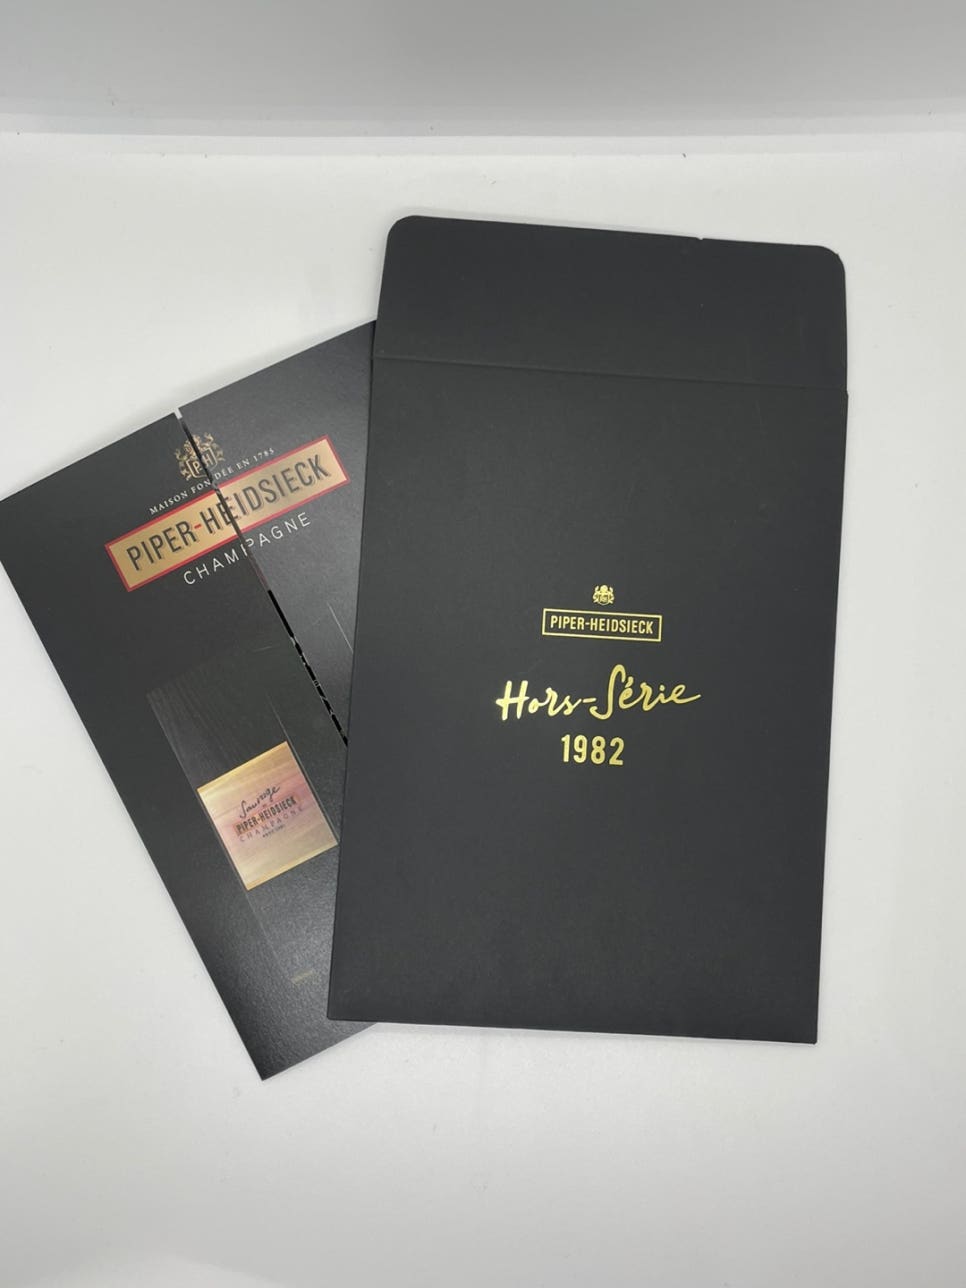 MAISON FONDÉE EN 1785
PIPER-HEIDSIECK
CHAMPAGNE
Sauvage
PIPER-HEIDSIECK
CHAMPAGNE
PIPER-HEIDSIECK
Hors-Série
1982